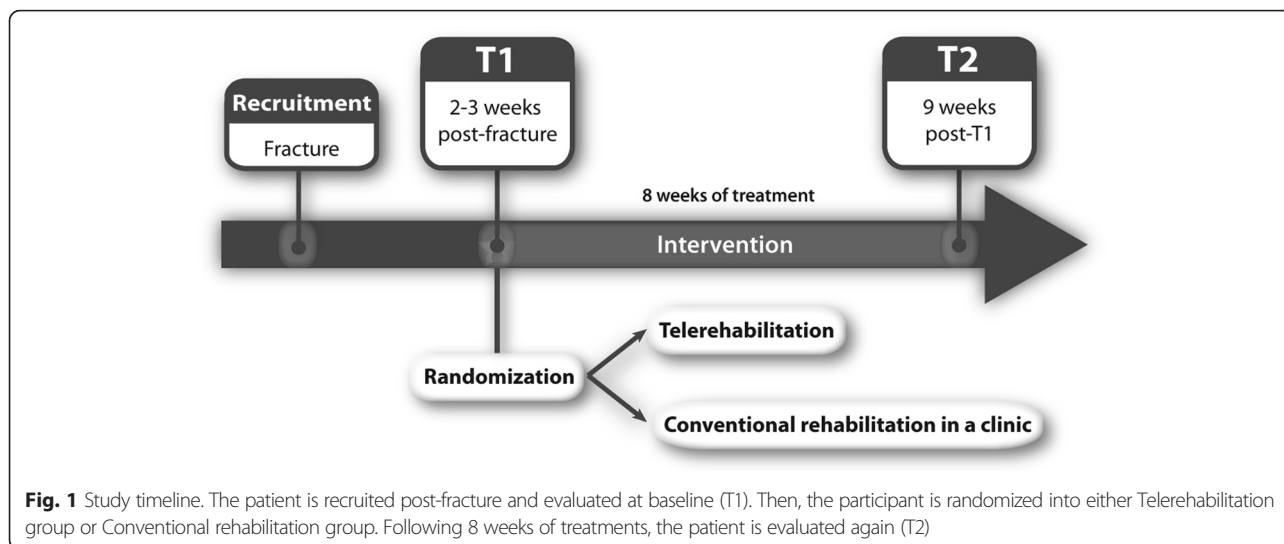 Recruitment
Fracture
T1
2-3 weeks
post-fracture
T2
9 weeks
post-T1
8 weeks of treatment
Intervention
Randomization
Telerehabilitation
Conventional rehabilitation in a clinic
Fig. 1 Study timeline. The patient is recruited post-fracture and evaluated at baseline (T1). Then, the participant is randomized into either Telerehabilitation
group or Conventional rehabilitation group. Following 8 weeks of treatments, the patient is evaluated again (T2)